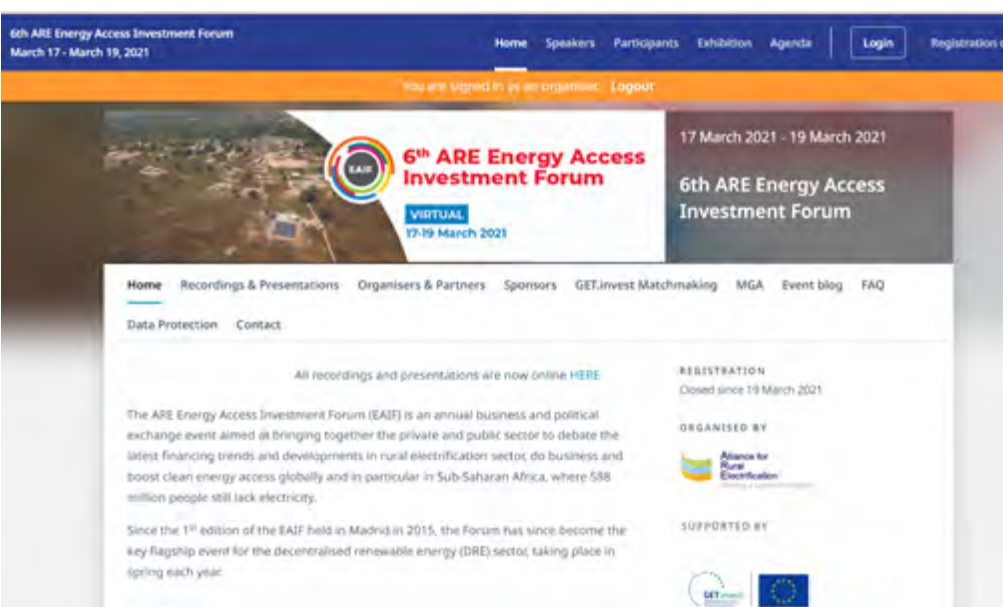 6th ARE Energy Access Investment Forum
March 17 - March 19, 2021
Home Speakers Participants Exhibition Agenda Login Registration
You are signed in as an organiser. Logout
EAIF
6th ARE Energy Access
Investment Forum
VIRTUAL
17-19 March 2021
17 March 2021 - 19 March 2021
6th ARE Energy Access
Investment Forum
Home Recordings & Presentations Organisers & Partners Sponsors GET.invest Matchmaking MGA Event blog FAQ
Data Protection Contact
All recordings and presentations are now online HERE
The ARE Energy Access Investment Forum (EAIF) is an annual business and political
exchange event aimed at bringing together the private and public sector to debate the
latest financing trends and developments in rural electrification sector, do business and
boost clean energy access globally and in particular in Sub-Saharan Africa, where 588
million people still lack electricity.
Since the 1st edition of the EAIF held in Madrid in 2015, the Forum has since become the
key flagship event for the decentralised renewable energy (DRE) sector, taking place in
spring each year.
REGISTRATION
Closed since 19 March 2021
ORGANISED BY
Alliance for
Rural
Electrification
SUPPORTED BY
GET.invest